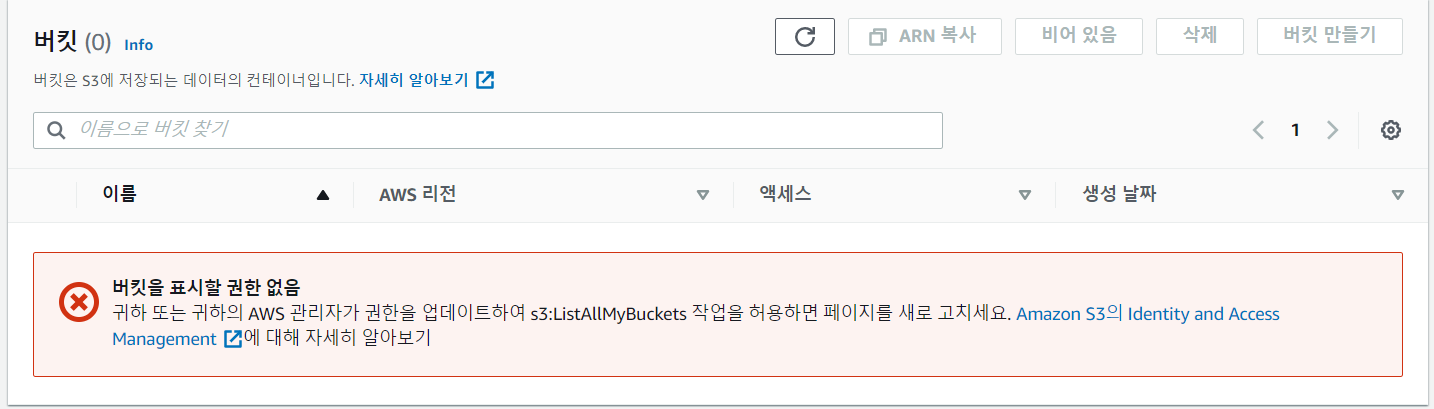 버킷 (0) Info
ARN 복사
비어 있음
삭제
버킷 만들기
버킷은 S3에 저장되는 데이터의 컨테이너입니다. 자세히 알아보기
이름으로 버킷 찾기
1
이름
AWS 리전
액세스
생성 날짜
버킷을 표시할 권한 없음
귀하 또는 귀하의 AWS 관리자가 권한을 업데이트하여 s3:ListAllMyBuckets 작업을 허용하면 페이지를 새로 고치세요. Amazon S3의 Identity and Access
Management 에 대해 자세히 알아보기